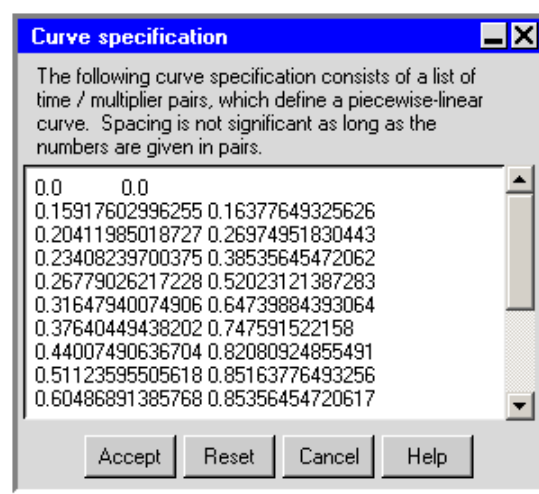 Curve specification
The following curve specification consists of a list of
time / multiplier pairs, which define a piecewise-linear
curve.  Spacing is not significant as long as the
numbers are given in pairs.
0.0 0.0
0.15917602996255 0.16377649325626
0.20411985018727 0.26974951830443
0.23408239700375 0.38535645472062
0.26779026217228 0.52023121387283
0.31647940074906 0.64739884393064
0.37640449438202 0.747591522158
0.44007490636704 0.82080924855491
0.51123595505618 0.85163776493256
0.60486891385768 0.85356454720617
Accept Reset Cancel Help